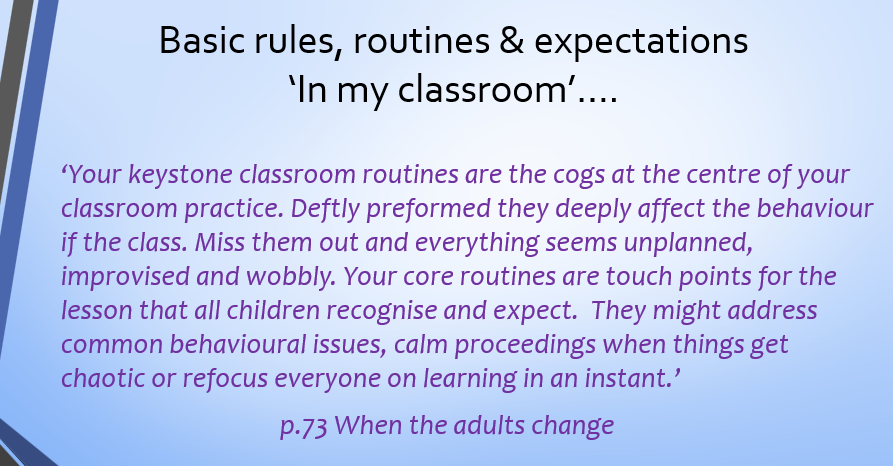 Basic rules, routines & expectations
‘In my classroom’....
‘Your keystone classroom routines are the cogs at the centre of your
classroom practice. Deftly preformed they deeply affect the behaviour
if the class. Miss them out and everything seems unplanned,
improvised and wobbly. Your core routines are touch points for the
lesson that all children recognise and expect.  They might address
common behavioural issues, calm proceedings when things get
chaotic or refocus everyone on learning in an instant.’
p.73 When the adults change